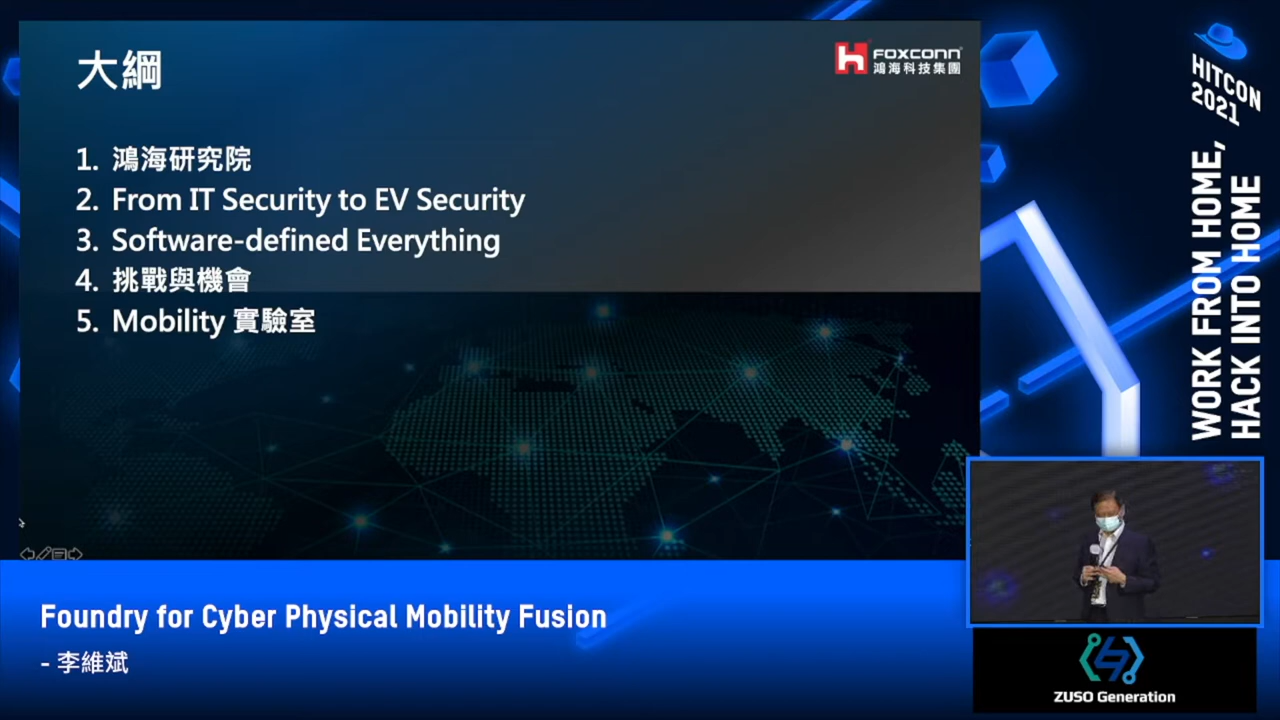 大綱
FOXCONN
鴻海科技集團
1. 鴻海研究院
2. From IT Security to EV Security
3. Software-defined Everything
4. 挑戰與機會
5. Mobility 實驗室
HITCON
2021
WORK FROM HOME,
HACK INTO HOME
Foundry for Cyber Physical Mobility Fusion
- 李維斌
ZUSO Generation